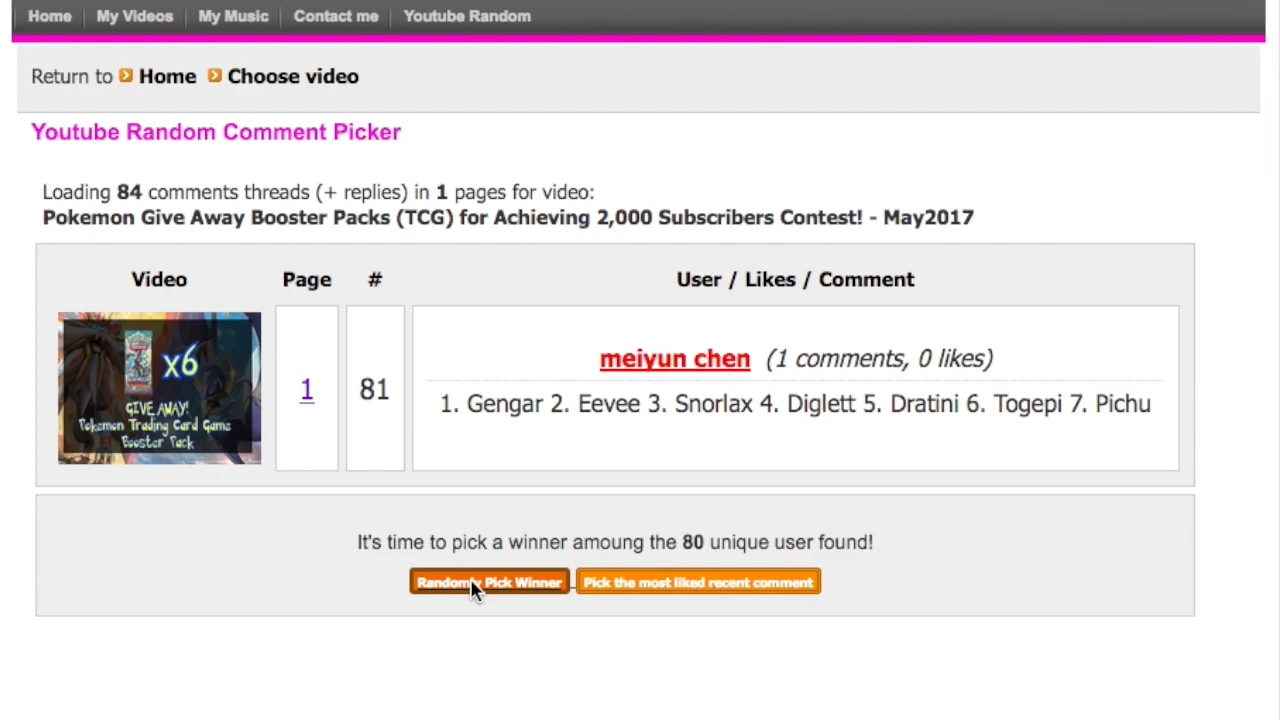 Home My Videos My Music Contact me Youtube Random
Return to Home Choose video
Youtube Random Comment Picker
Loading 84 comments threads (+ replies) in 1 pages for video:
Pokemon Give Away Booster Packs (TCG) for Achieving 2,000 Subscribers Contest! - May2017
Video Page # User / Likes / Comment
x6
GIVE AWAY!
Pokemon Trading Card Game
Booster Pack
1
81
meiyun chen (1 comments, 0 likes)
1. Gengar 2. Eevee 3. Snorlax 4. Diglett 5. Dratini 6. Togepi 7. Pichu
It's time to pick a winner amoung the 80 unique user found!
Randomly Pick Winner Pick the most liked recent comment